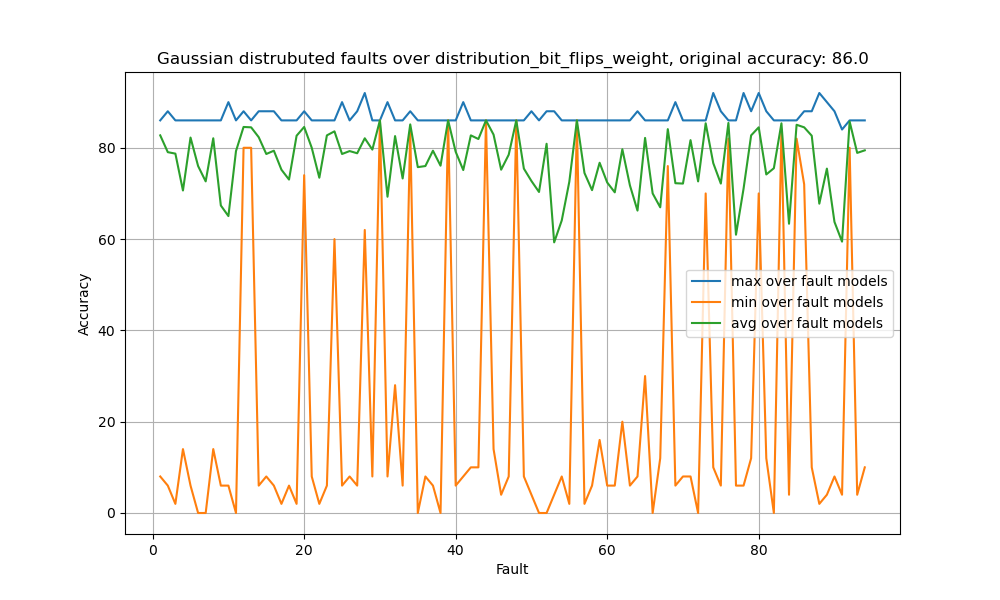 Gaussian distrubuted faults over distribution_bit_flips_weight, original accuracy: 86.0
80
60
40
20
0
Accuracy
max over fault models
min over fault models
avg over fault models
0 20 40 60 80
Fault